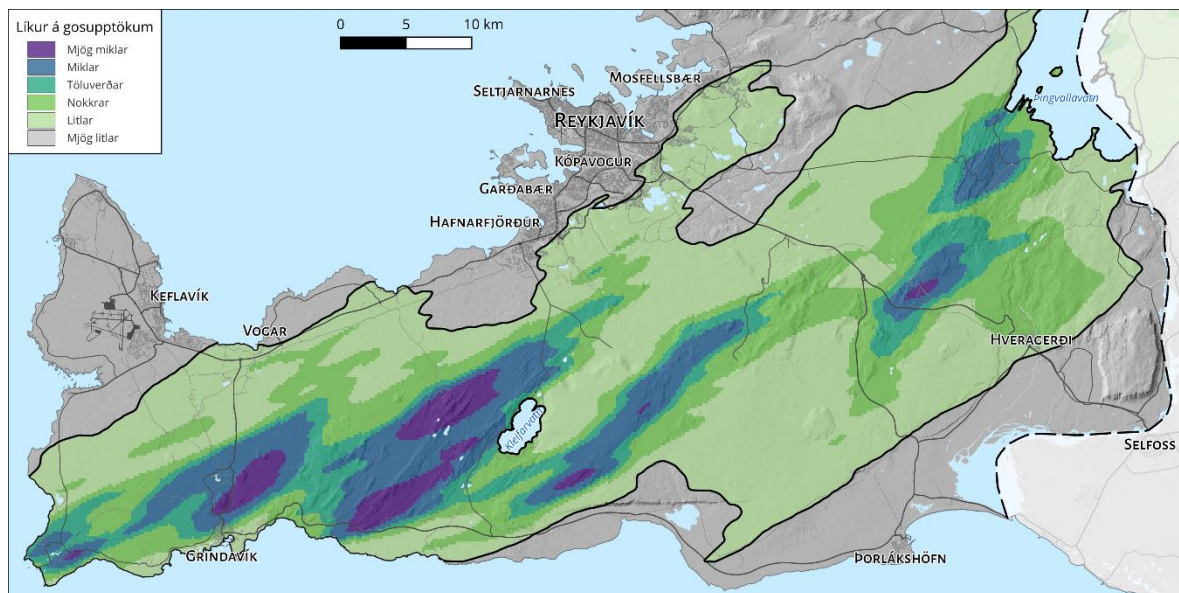 Líkur á gosupptökum
Mjög miklar
Miklar
Töluverðar
Nokkrar
Litlar
Mjög litlar
0 5 10 km
MOSFELLSBÆR
SELTJARNARNES
REYKJAVÍK
KÓPAVOGUR
GARÐABÆR
HAFNARFJÖRÐUR
Þingvallavatn
KEFLAVÍK
VOGAR
HVERAGERÐI
Kleifarvatn
SELFOSS
GRINDAVÍK
ÞORLÁKSHÖFN